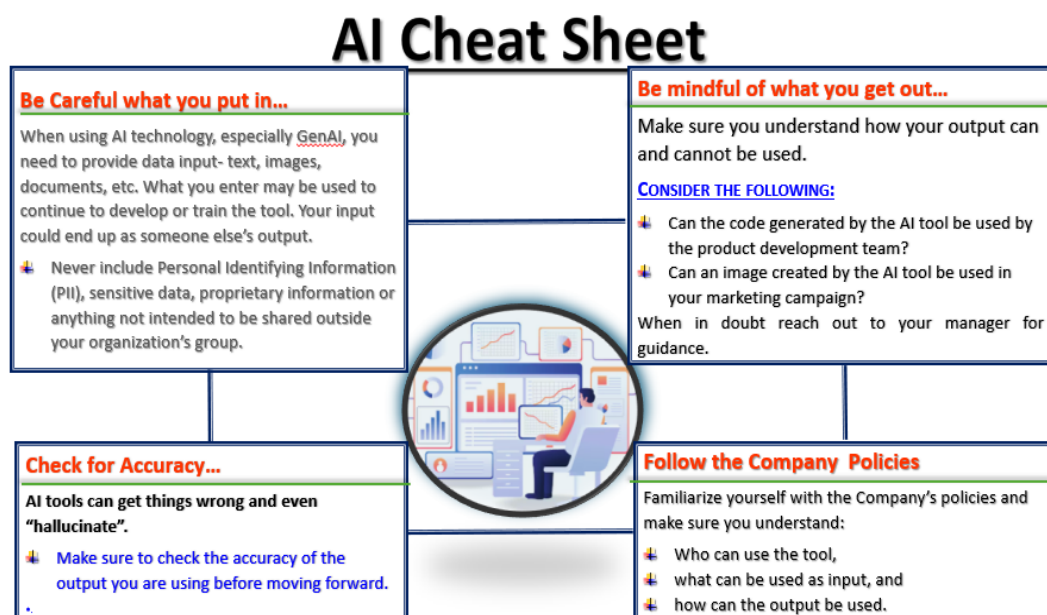 AI Cheat Sheet
Be Careful what you put in...
When using AI technology, especially GenAI, you
need to provide data input- text, images,
documents, etc. What you enter may be used to
continue to develop or train the tool. Your input
could end up as someone else's output.
Never include Personal Identifying Information
(PII), sensitive data, proprietary information or
anything not intended to be shared outside
your organization's group.
Be mindful of what you get out...
Make sure you understand how your output can
and cannot be used.
CONSIDER THE FOLLOWING:
Can the code generated by the AI tool be used by
the product development team?
Can an image created by the AI tool be used in
your marketing campaign?
When in doubt reach out to your manager for
guidance.
Check for Accuracy...
AI tools can get things wrong and even
“hallucinate”.
Make sure to check the accuracy of the
output you are using before moving forward.
Follow the Company Policies
Familiarize yourself with the Company's policies and
make sure you understand:
Who can use the tool,
what can be used as input, and
how can the output be used.